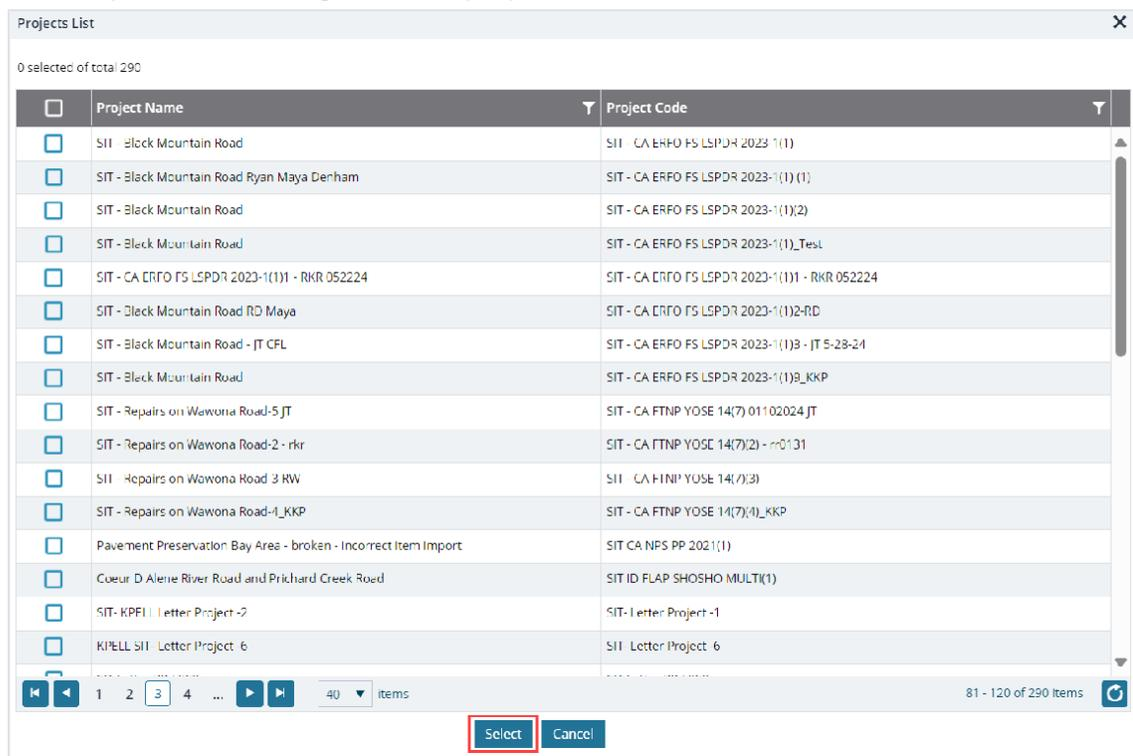 Projects List
0 selected of total 290
Project Name Project Code
SIT - Black Mountain Road SIT - CA ERFO FS LSPDR 2023-1(1)
SIT - Black Mountain Road Ryan Maya Denham SIT - CA ERFO FS LSPDR 2023-1(1) (1)
SIT - Black Mountain Road SIT - CA ERFO FS LSPDR 2023-1(1)(2)
SIT - Black Mountain Road SIT - CA ERFO FS LSPDR 2023-1(1)_Test
SIT - CA ERFO FS LSPDR 2023-1(1)1 - RKR 052224 SIT - CA ERFO FS LSPDR 2023-1(1)1 - RKR 052224
SIT - Black Mountain Road RD Maya SIT - CA ERFO FS LSPDR 2023-1(1)2-RD
SIT - Black Mountain Road - JT CFL SIT - CA ERFO FS LSPDR 2023-1(1)3 - JT 5-28-24
SIT - Black Mountain Road SIT - CA ERFO FS LSPDR 2023-1(1)9_KKP
SIT - Repairs on Wawona Road-5 JT SIT - CA FTNP YOSE 14(7) 01102024 JT
SIT - Repairs on Wawona Road-2 - rkr SIT - CA FTNP YOSE 14(7)(2) - rr0131
SIT - Repairs on Wawona Road-3 RW SIT - CA FTNP YOSE 14(7)(3)
SIT - Repairs on Wawona Road-4_KKP SIT - CA FTNP YOSE 14(7)(4)_KKP
Pavement Preservation Bay Area - broken - Incorrect Item Import SIT CA NPS PP 2021(1)
Coeur D Alene River Road and Prichard Creek Road SIT ID FLAP SHOSHO MULTI(1)
SIT- KPELL Letter Project -2 SIT- Letter Project -1
KPELL SIT- Letter Project -6 SIT- Letter Project -6
1 2 3 4 ... 40 items 81 - 120 of 290 items
Select Cancel